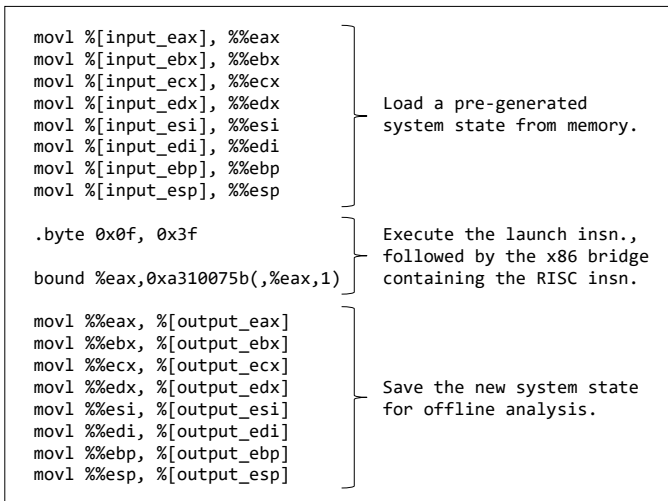 movl %[input_eax], %%eax
movl %[input_ebx], %%ebx
movl %[input_ecx], %%ecx
movl %[input_edx], %%edx
movl %[input_esi], %%esi
movl %[input_edi], %%edi
movl %[input_ebp], %%ebp
movl %[input_esp], %%esp
Load a pre-generated
system state from memory.
.byte 0x0f, 0x3f
bound %eax,0xa310075b(,%eax,1)
Execute the launch insn.,
followed by the x86 bridge
containing the RISC insn.
movl %%eax, %[output_eax]
movl %%ebx, %[output_ebx]
movl %%ecx, %[output_ecx]
movl %%edx, %[output_edx]
movl %%esi, %[output_esi]
movl %%edi, %[output_edi]
movl %%ebp, %[output_ebp]
movl %%esp, %[output_esp]
Save the new system state
for offline analysis.